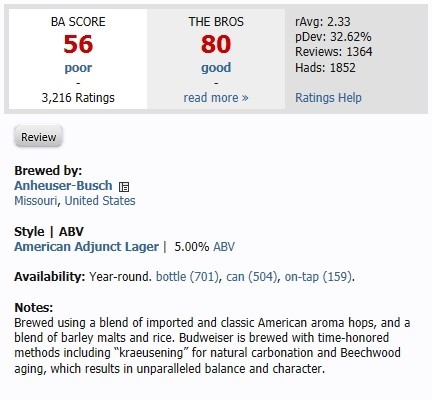 BA SCORE
56
poor
-
3,216 Ratings
THE BROS
80
good
-
read more »
rAvg: 2.33
pDev: 32.62%
Reviews: 1364
Hads: 1852
Ratings Help
Review
Brewed by:
Anheuser-Busch
Missouri, United States
Style | ABV
American Adjunct Lager | 5.00% ABV
Availability: Year-round. bottle (701), can (504), on-tap (159).
Notes:
Brewed using a blend of imported and classic American aroma hops, and a
blend of barley malts and rice. Budweiser is brewed with time-honored
methods including “kraeusening” for natural carbonation and Beechwood
aging, which results in unparalleled balance and character.